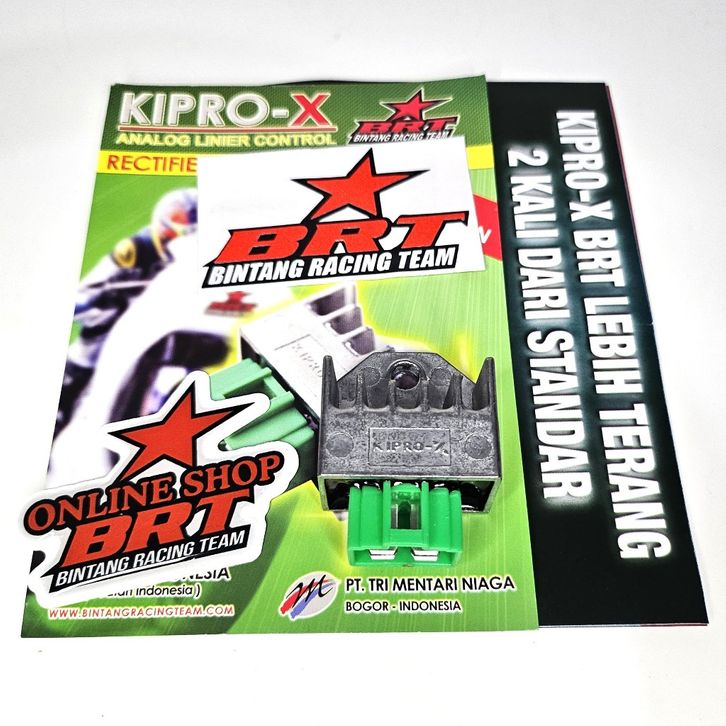 KIPRO-X
ANALOG LINIER CONTROL
BRT
BINTANG RACING TEAM
RECTIFIE
BRT
BINTANG RACING TEAM
KIPRO-X BRT LEBIH TERANG
2 KALI DARI STANDAR
BRT
KIPRO-X
ONLINE SHOP
BRT
BINTANG RACING TEAM
NESIA
Indonesia )
WWW.BINTANGRACINGTEAM.COM
PT. TRI MENTARI NIAGA
BOGOR - INDONESIA